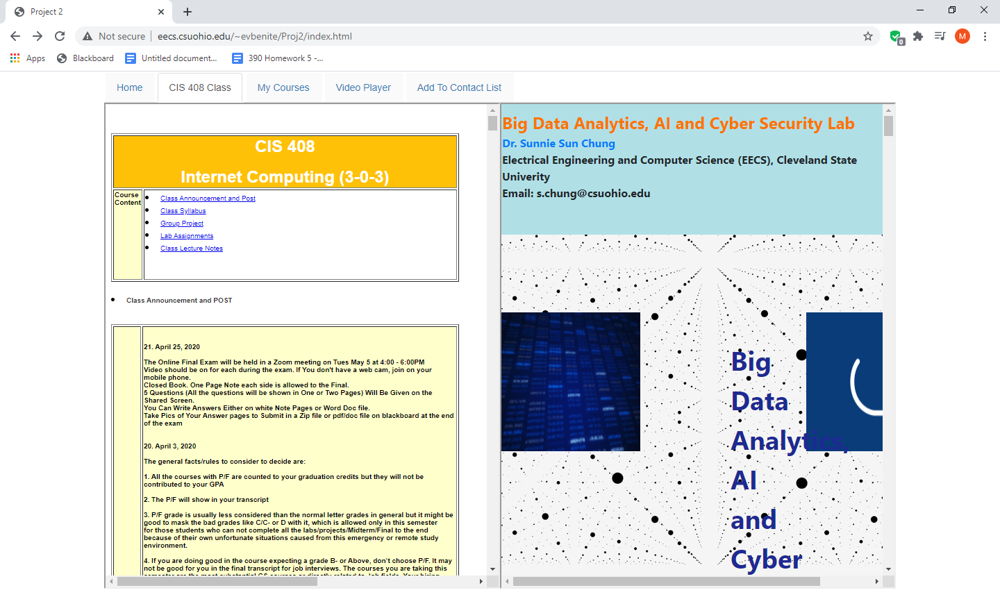 Project 2
Not secure
eecs.csuohio.edu/~evbenite/Proj2/index.html
0
M
Apps
Blackboard
Untitled document...
390 Homework 5 -...
Home
CIS 408 Class
My Courses
Video Player
Add To Contact List
CIS 408
Internet Computing (3-0-3)
Course
Content
Class Announcement and Post
Class Syllabus
Group Project
Lab Assignments
Class Lecture Notes
Class Announcement and POST
21. April 25, 2020
The Online Final Exam will be held in a Zoom meeting on Tues May 5 at 4:00 - 6:00PM
Video should be on for each during the exam. If You don't have a web cam, join on your
mobile phone.
Closed Book. One Page Note each side is allowed to the Final.
5 Questions (All the questions will be shown in One or Two Pages) Will Be Given on the
Shared Screen.
You Can Write Answers Either on white Note Pages or Word Doc file.
Take Pics of Your Answer pages to Submit in a Zip file or pdf/doc file on blackboard at the end
of the exam
20. April 3, 2020
The general facts/rules to consider to decide are:
1. All the courses with P/F are counted to your graduation credits but they will not be
contributed to your GPA
2. The P/F will show in your transcript
3. P/F grade is usually less considered than the normal letter grades in general but it might be
good to mask the bad grades like C/C- or D with it, which is allowed only in this semester
for those students who can not complete all the labs/projects/Midterm/Final to the end
because of their own unfortunate situations caused from this emergency or remote study
environment.
4. If you are doing good in the course expecting a grade B- or Above, don't choose P/F. It may
not be good for you in the final transcript for job interviews. The courses you are taking this
Big Data Analytics, AI and Cyber Security Lab
Dr. Sunnie Sun Chung
Electrical Engineering and Computer Science (EECS), Cleveland State
Univerity
Email: s.chung@csuohio.edu
Big
Data
Analytics,
AI
and
Cyber